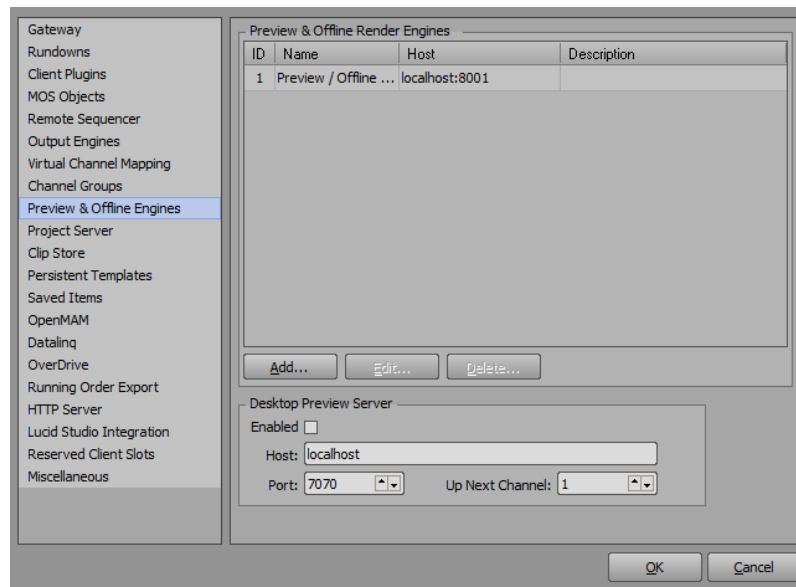 Gateway
Rundowns
Client Plugins
MOS Objects
Remote Sequencer
Output Engines
Virtual Channel Mapping
Channel Groups
Preview & Offline Engines
Project Server
Clip Store
Persistent Templates
Saved Items
OpenMAM
Datalinq
OverDrive
Running Order Export
HTTP Server
Lucid Studio Integration
Reserved Client Slots
Miscellaneous
Preview & Offline Render Engines
ID Name Host Description
1 Preview / Offline ... localhost:8001
Add... Edit... Delete...
Desktop Preview Server
Enabled
Host: localhost
Port: 7070 Up Next Channel: 1
OK Cancel